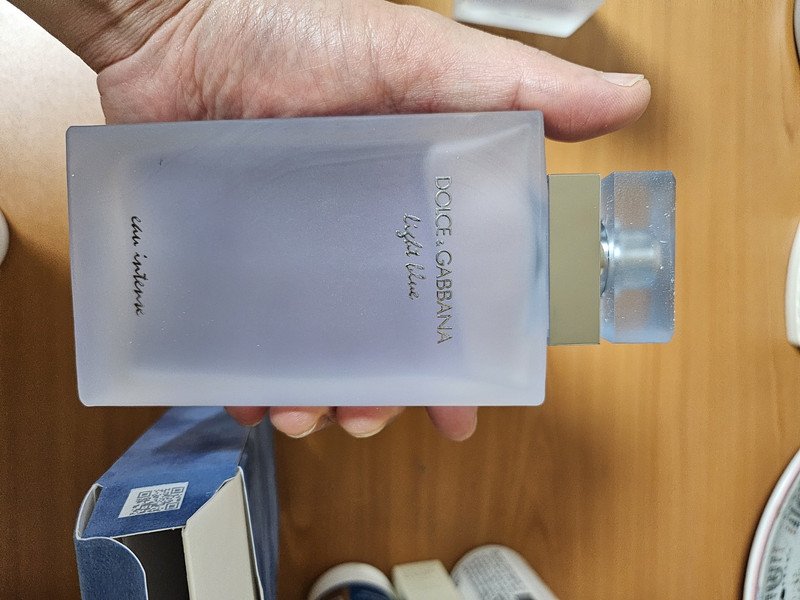 DOLCE & GABBANA
light blue
eau intense